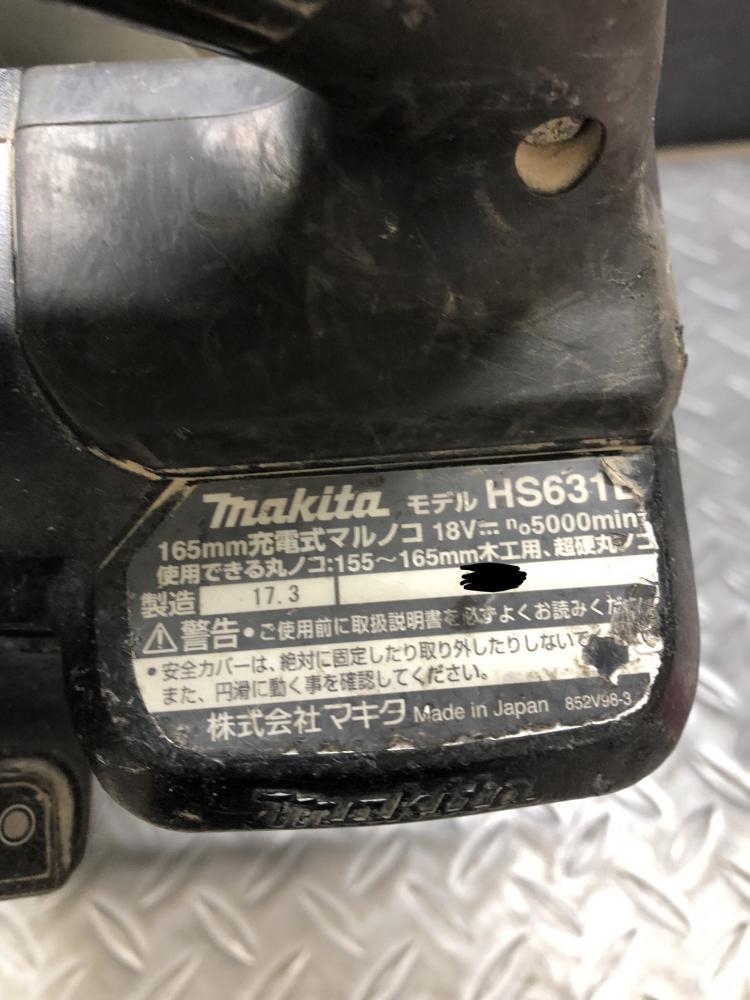 makita モデル HS631D
165mm充電式マルノコ 18V⎓ n₀5000min
使用できる丸ノコ:155～165mm木工用、超硬丸ノコ
製造 17.3
⚠警告 • ご使用前に取扱説明書を必ずよくお読みくだ
• 安全カバーは、絶対に固定したり取り外したりしないで
また、円滑に動く事を確認してください。
株式会社マキタ Made in Japan 852V98-3
makita